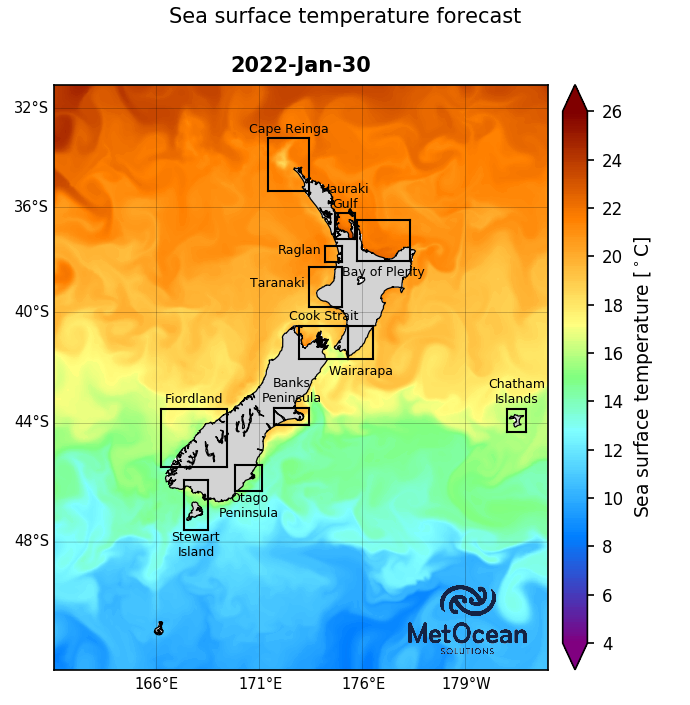 Sea surface temperature forecast
2022-Jan-30
32°S
36°S
40°S
44°S
48°S
Cape Reinga
Hauraki
Gulf
Raglan
Bay of Plenty
Taranaki
Cook Strait
Wairarapa
Banks
Peninsula
Fiordland
Chatham
Islands
Otago
Peninsula
Stewart
Island
MetOcean
SOLUTIONS
166°E
171°E
176°E
179°W
26
24
22
20
18
16
14
12
10
8
6
4
Sea surface temperature [°C]